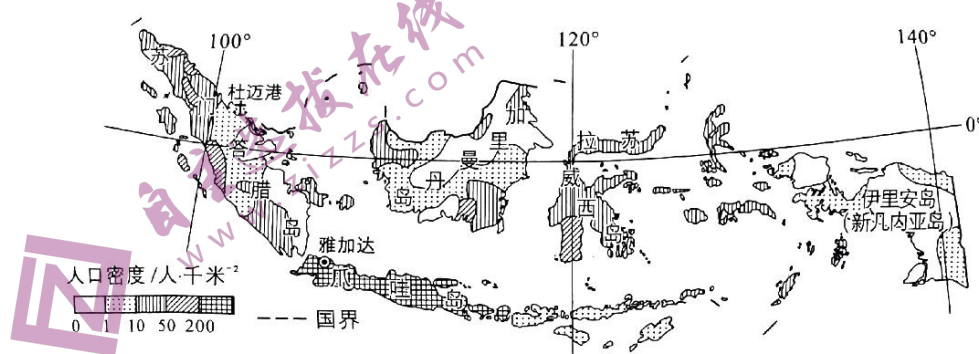 100°
120°
140°
0°
苏
门
答
腊
岛
杜迈港
加
里
曼
丹
岛
拉
苏
威
西
岛
伊里安岛
(新几内亚岛)
雅加达
爪
哇
岛
人口密度/人·千米⁻²
0 1 10 50 200
国界
自主选拔在线
www.zizzs.com